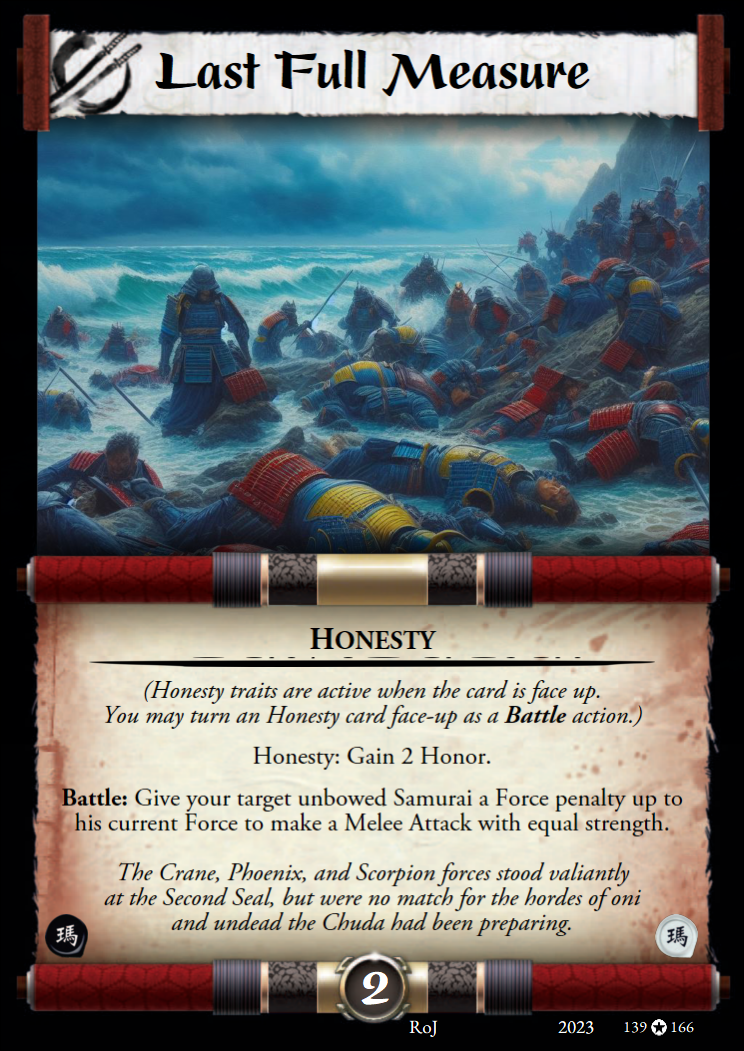 Last Full Measure
HONESTY
(Honesty traits are active when the card is face up.
You may turn an Honesty card face-up as a Battle action.)
Honesty: Gain 2 Honor.
Battle: Give your target unbowed Samurai a Force penalty up to
his current Force to make a Melee Attack with equal strength.
The Crane, Phoenix, and Scorpion forces stood valiantly
at the Second Seal, but were no match for the hordes of oni
and undead the Chuda had been preparing.
瑪 瑪
2
RoJ 2023 139 166